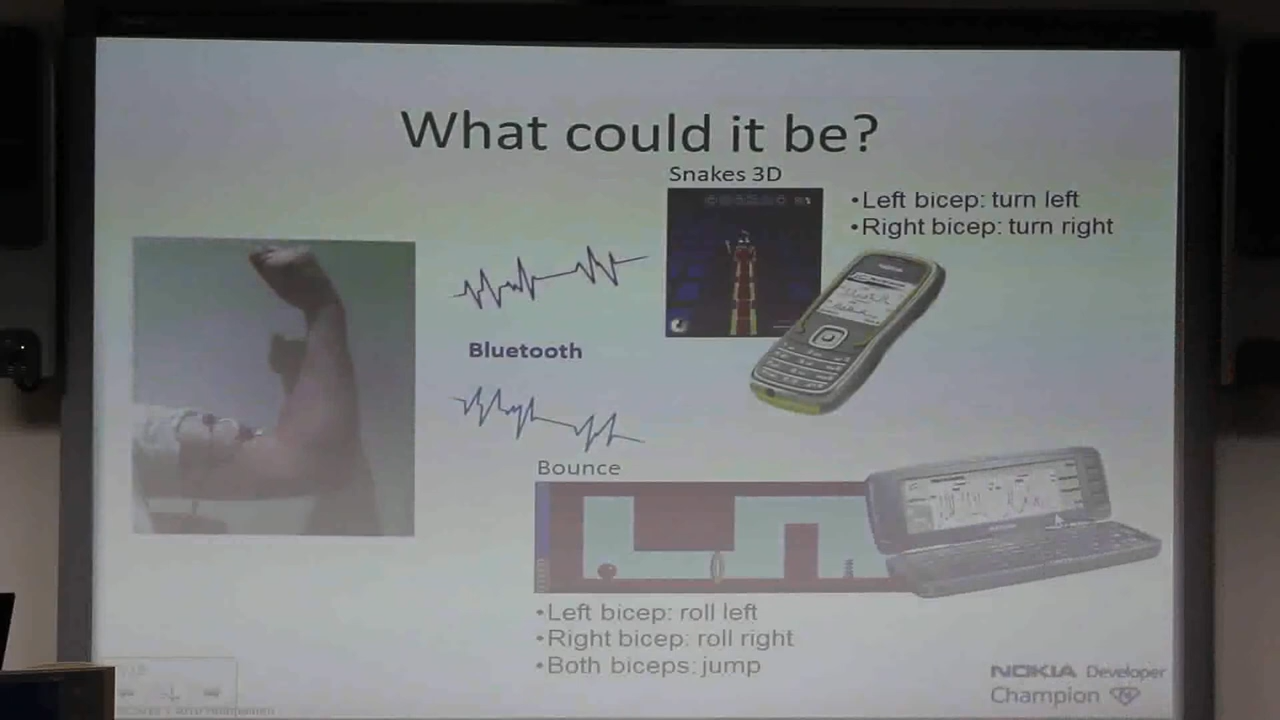 What could it be?
Snakes 3D
•Left bicep: turn left
•Right bicep: turn right
Bluetooth
Bounce
•Left bicep: roll left
•Right bicep: roll right
•Both biceps: jump
NOKIA Developer
Champion